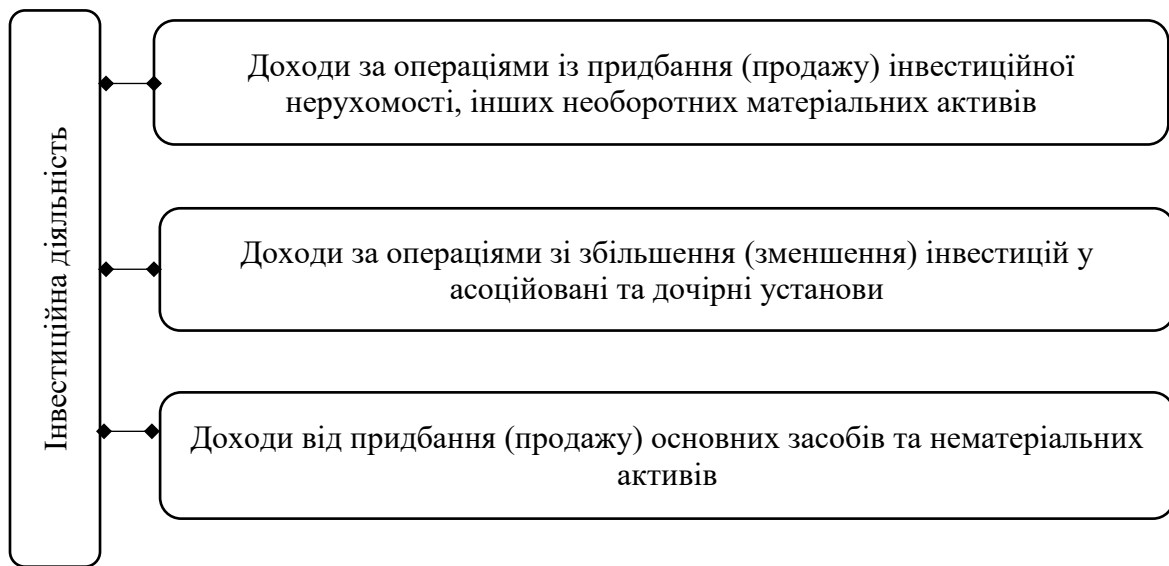 Інвестиційна діяльність
Доходи за операціями із придбання (продажу) інвестиційної
нерухомості, інших необоротних матеріальних активів
Доходи за операціями зі збільшення (зменшення) інвестицій у
асоційовані та дочірні установи
Доходи від придбання (продажу) основних засобів та нематеріальних
активів